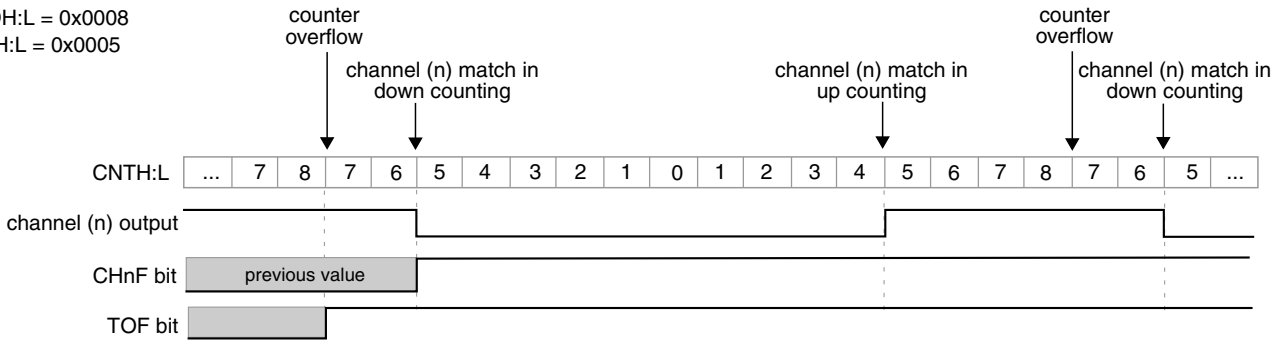 H:L = 0x0008
H:L = 0x0005
counter
overflow
channel (n) match in
down counting
channel (n) match in
up counting
counter
overflow
channel (n) match in
down counting
CNTH:L ... 7 8 7 6 5 4 3 2 1 0 1 2 3 4 5 6 7 8 7 6 5 ...
channel (n) output
CHnF bit previous value
TOF bit